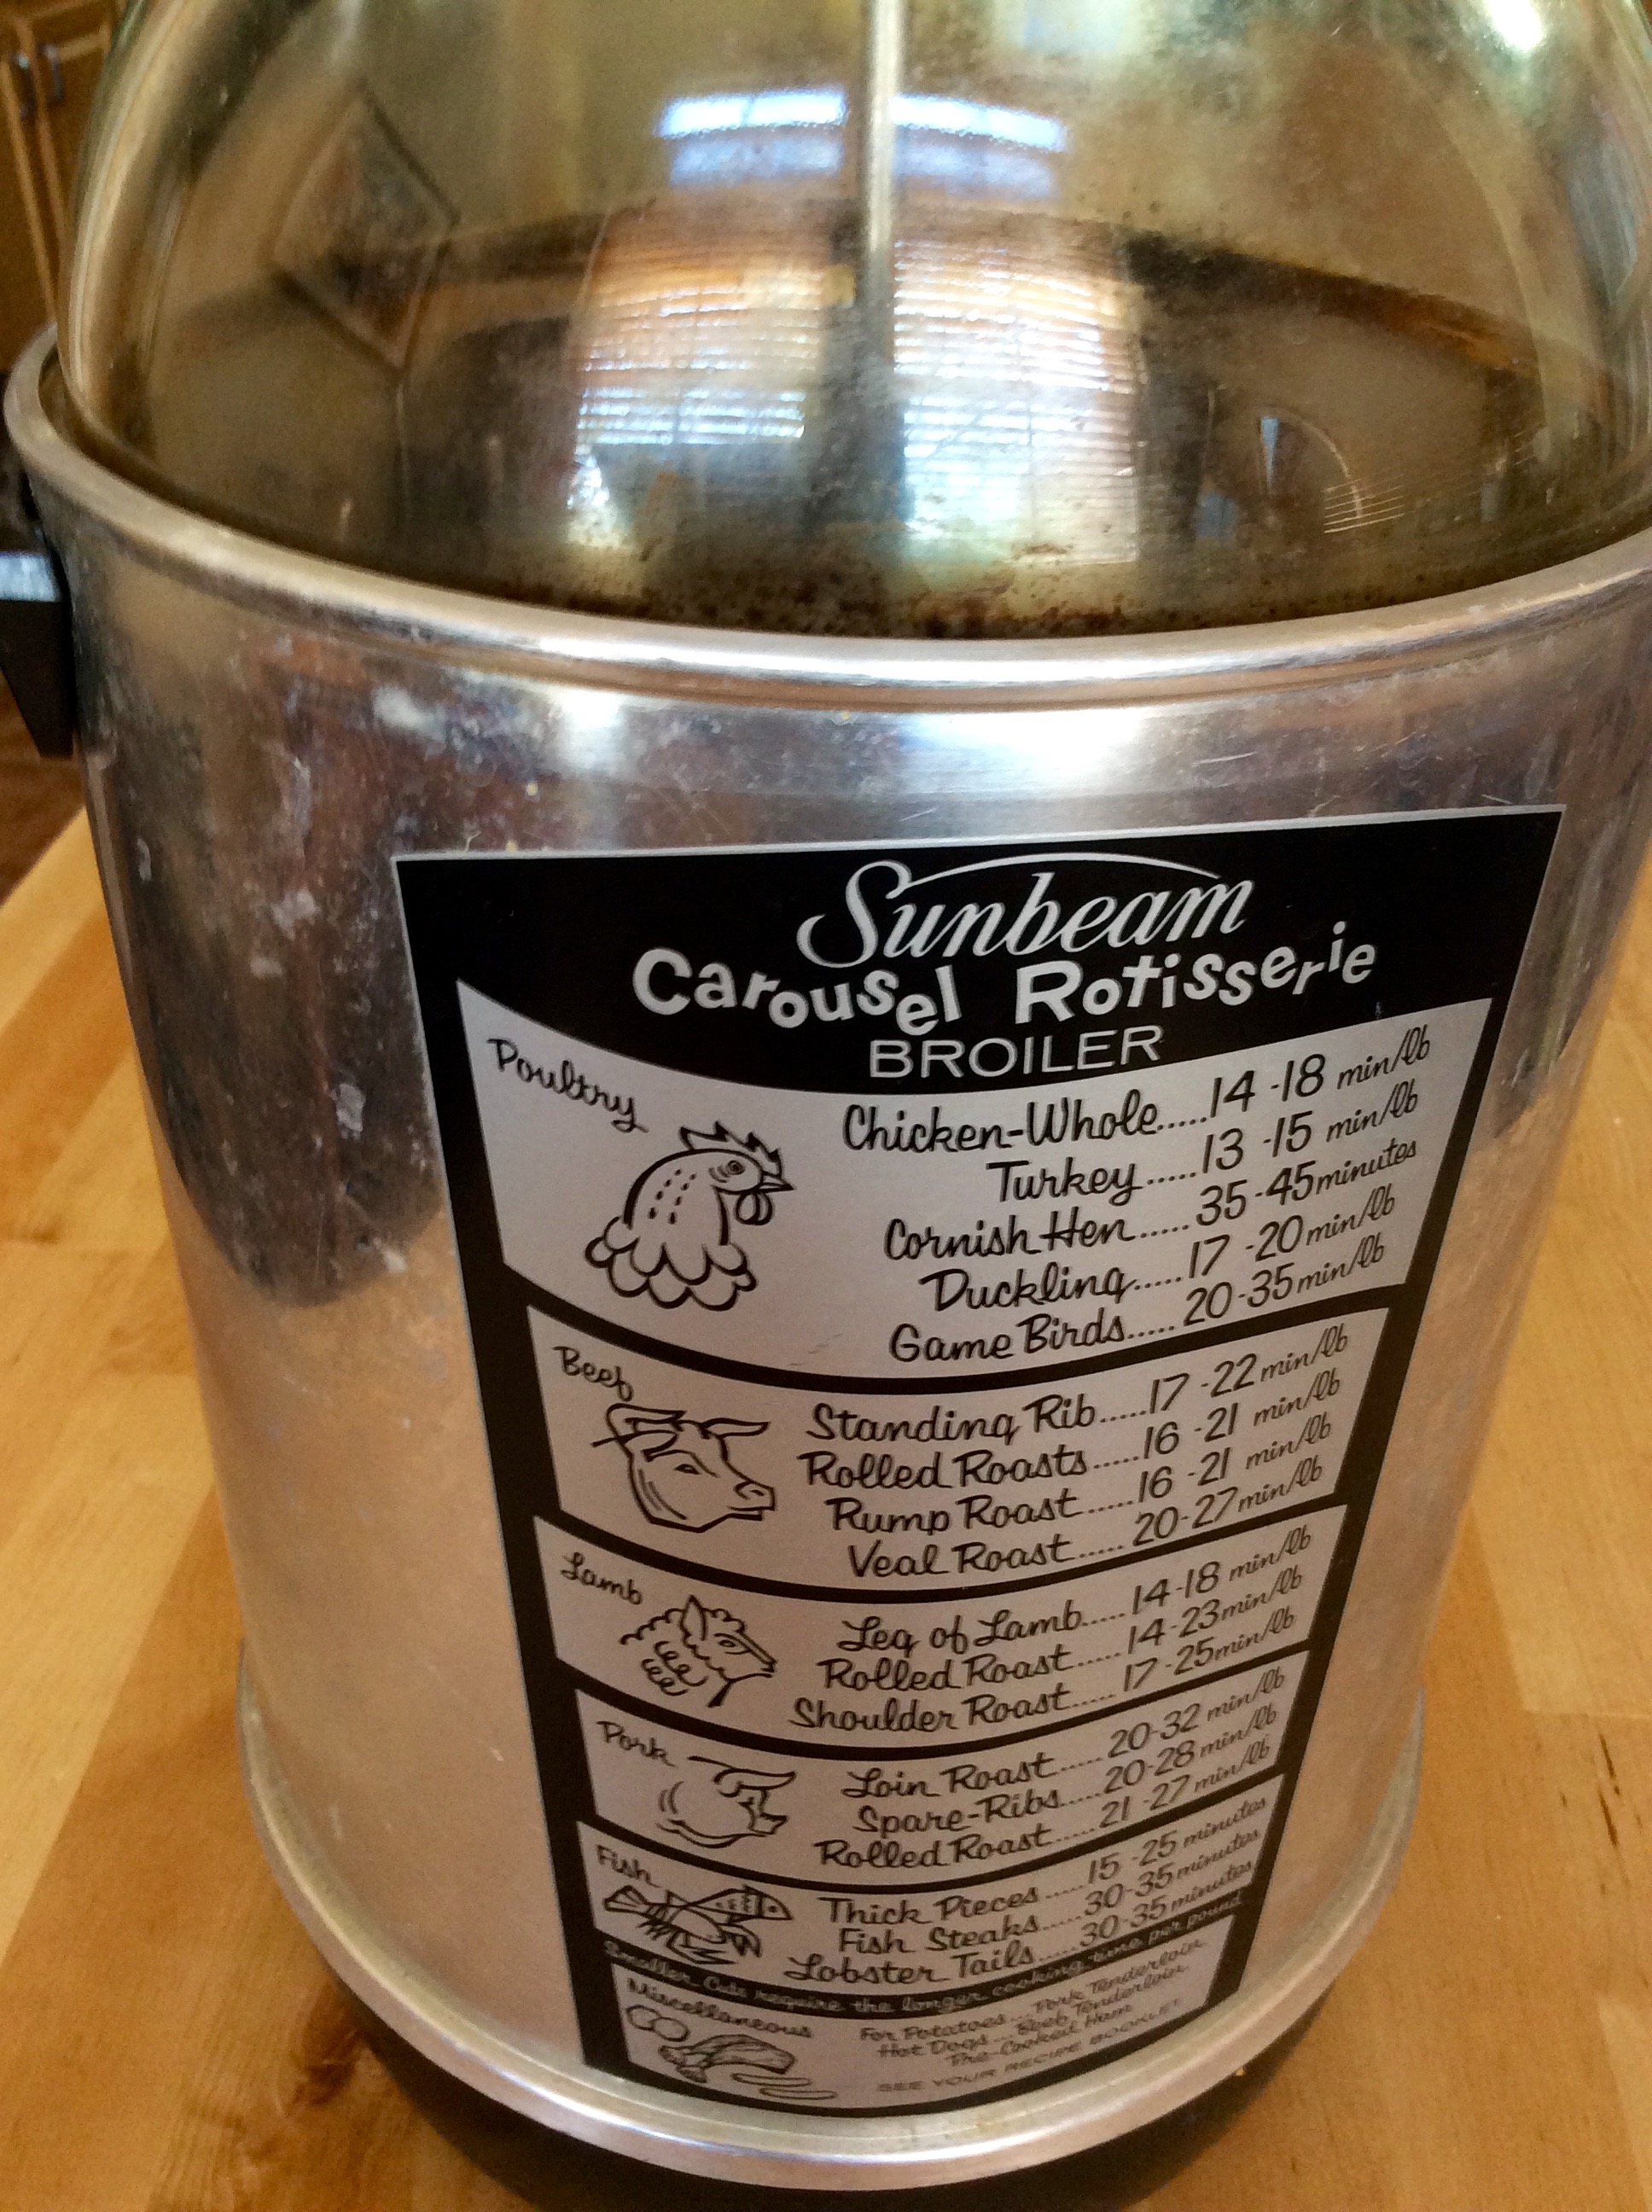 Sunbeam
Carousel Rotisserie
BROILER
Poultry
Chicken-Whole.....14-18 min/lb
Turkey.....13-15 min/lb
Cornish Hen.....35-45 minutes
Duckling.....17-20 min/lb
Game Birds.....20-35 min/lb
Beef
Standing Rib.....17-22 min/lb
Rolled Roasts.....16-21 min/lb
Rump Roast.....16-21 min/lb
Veal Roast.....20-27 min/lb
Lamb
Leg of Lamb.....14-18 min/lb
Rolled Roast.....14-23 min/lb
Shoulder Roast.....17-25 min/lb
Pork
Loin Roast.....20-32 min/lb
Spare-Ribs.....20-28 min/lb
Rolled Roast.....21-27 min/lb
Fish
Thick Pieces.....15-25 minutes
Fish Steaks.....30-35 minutes
Lobster Tails.....30-35 minutes
Smaller Cuts require the longer cooking time per pound
Miscellaneous
For Potatoes...Pork Tenderloin
Hot Dogs...Beef Tenderloin
Pre-Cooked Ham
SEE YOUR RECIPE BOOKLET